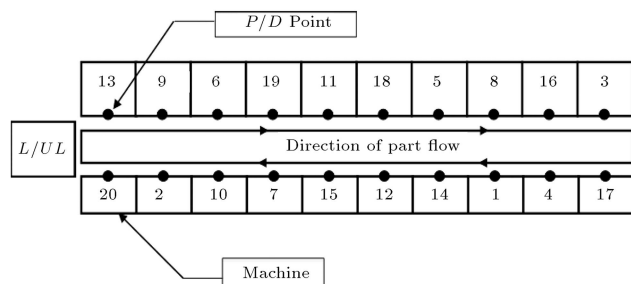 P/D Point
13 9 6 19 11 18 5 8 16 3
L/UL
Direction of part flow
20 2 10 7 15 12 14 1 4 17
Machine